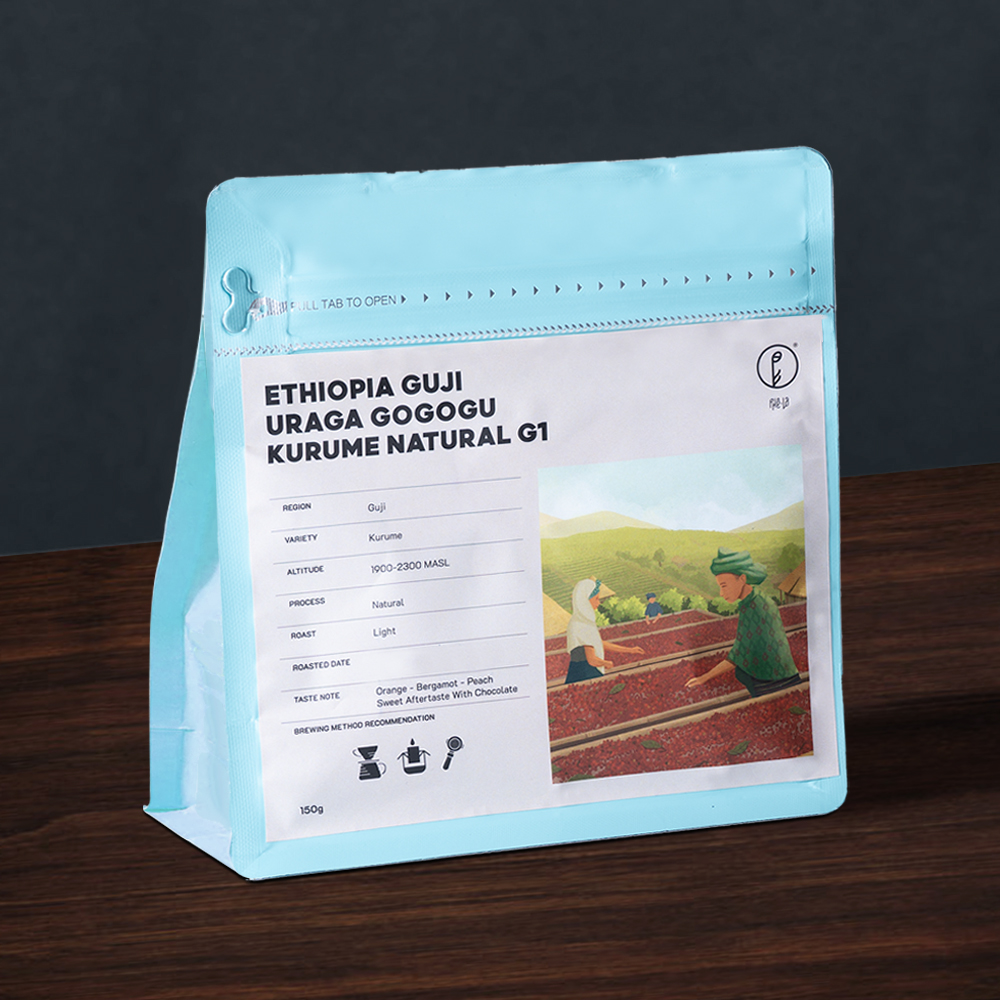 PULL TAB TO OPEN
ETHIOPIA GUJI
URAGA GOGOGU
KURUME NATURAL G1
REGION Guji
VARIETY Kurume
ALTITUDE 1900-2300 MASL
PROCESS Natural
ROAST Light
ROASTED DATE
TASTE NOTE Orange - Bergamot - Peach
Sweet Aftertaste With Chocolate
BREWING METHOD RECOMMENDATION
150g